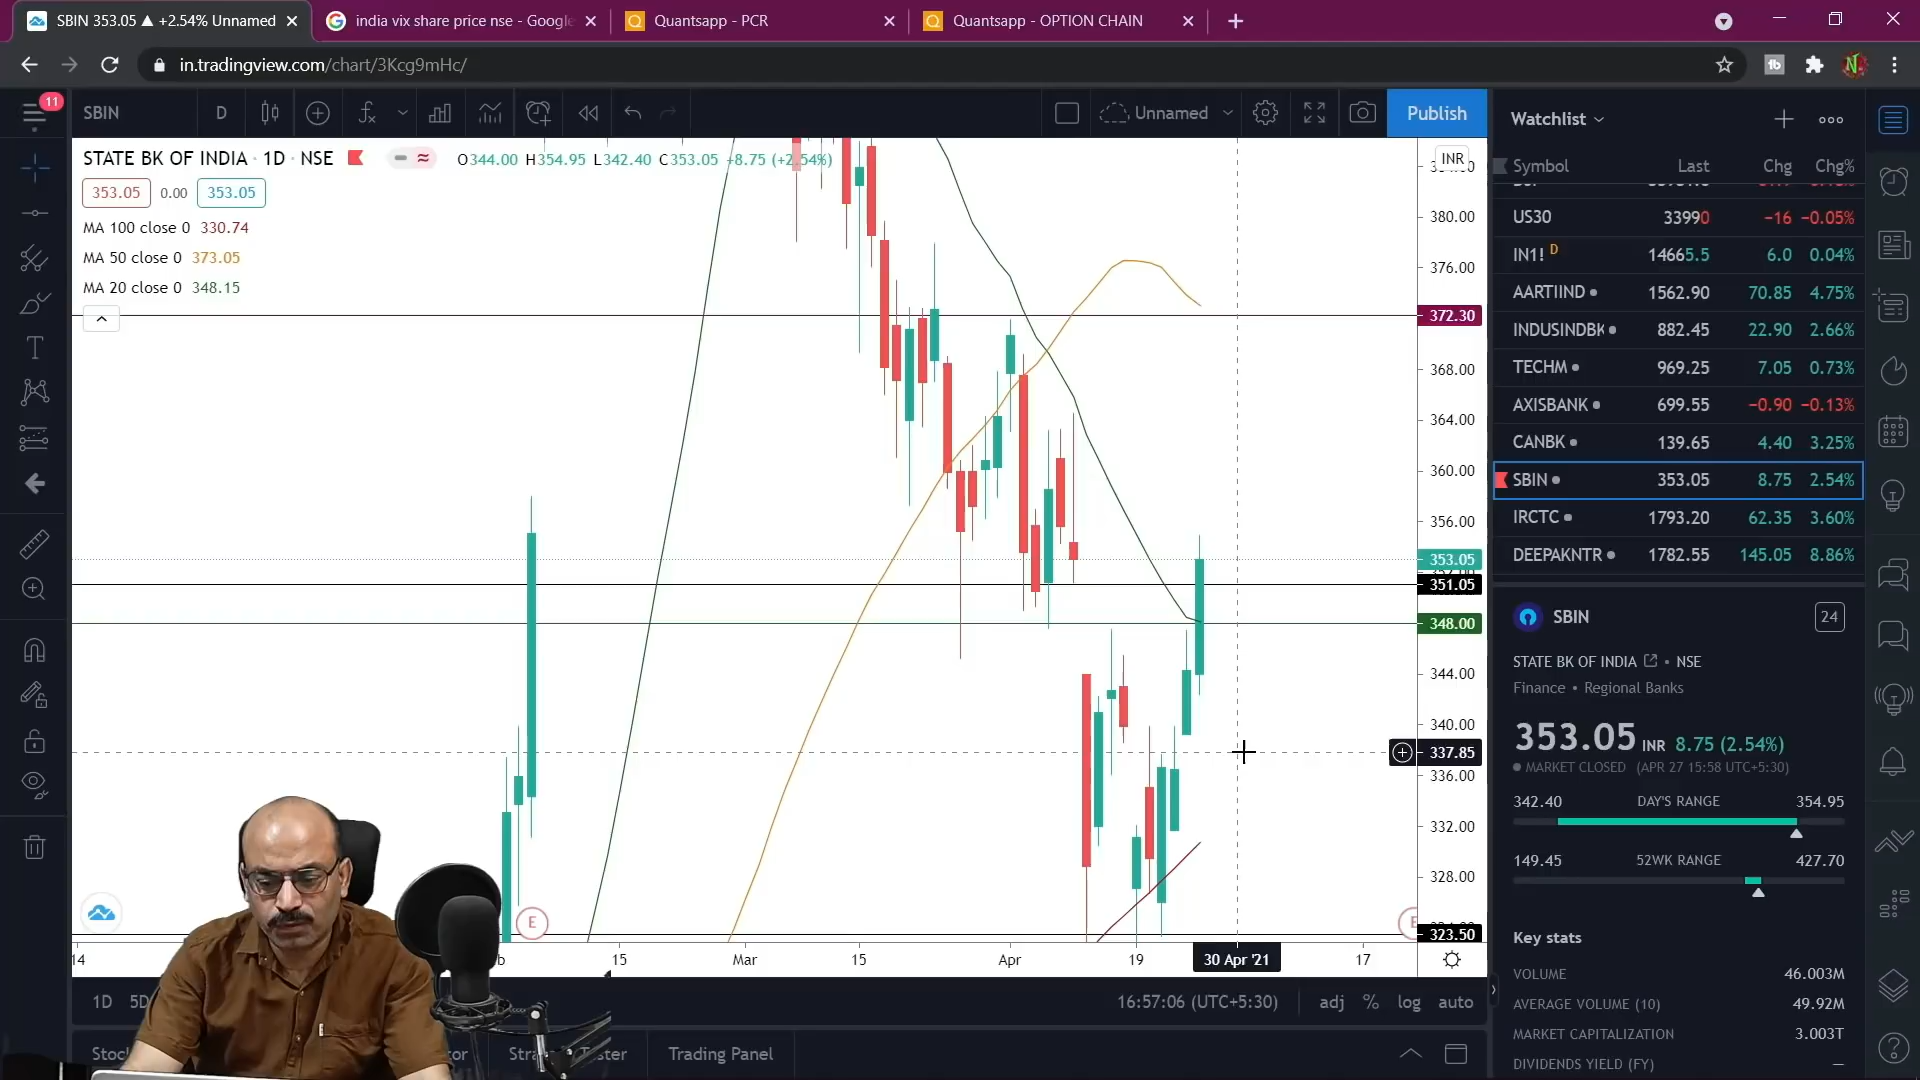 SBIN 353.05 ▲ +2.54% Unnamed
india vix share price nse - Google
Quantsapp - PCR
Quantsapp - OPTION CHAIN
in.tradingview.com/chart/3Kcg9mHc/
11
SBIN
D
Unnamed
Publish
STATE BK OF INDIA · 1D · NSE
O344.00 H354.95 L342.40 C353.05 +8.75 (+2.54%)
353.05 0.00 353.05
MA 100 close 0 330.74
MA 50 close 0 373.05
MA 20 close 0 348.15
INR
380.00
376.00
372.30
368.00
364.00
360.00
356.00
353.05
351.05
348.00
344.00
340.00
337.85
336.00
332.00
328.00
323.50
E
E
14
15
Mar
15
Apr
19
30 Apr '21
17
1D 5D
16:57:06 (UTC+5:30)
adj % log auto
Trading Panel
Watchlist
Symbol Last Chg Chg%
US30 33990 −16 −0.05%
IN1! D 14665.5 6.0 0.04%
AARTIIND 1562.90 70.85 4.75%
INDUSINDBK 882.45 22.90 2.66%
TECHM 969.25 7.05 0.73%
AXISBANK 699.55 −0.90 −0.13%
CANBK 139.65 4.40 3.25%
SBIN 353.05 8.75 2.54%
IRCTC 1793.20 62.35 3.60%
DEEPAKNTR 1782.55 145.05 8.86%
SBIN
24
STATE BK OF INDIA • NSE
Finance • Regional Banks
353.05 INR 8.75 (2.54%)
MARKET CLOSED (APR 27 15:58 UTC+5:30)
342.40 DAY'S RANGE 354.95
149.45 52WK RANGE 427.70
Key stats
VOLUME 46.003M
AVERAGE VOLUME (10) 49.92M
MARKET CAPITALIZATION 3.003T
DIVIDENDS YIELD (FY) —